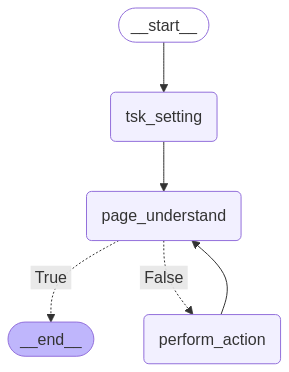 __start__
tsk_setting
page_understand
True
False
__end__
perform_action